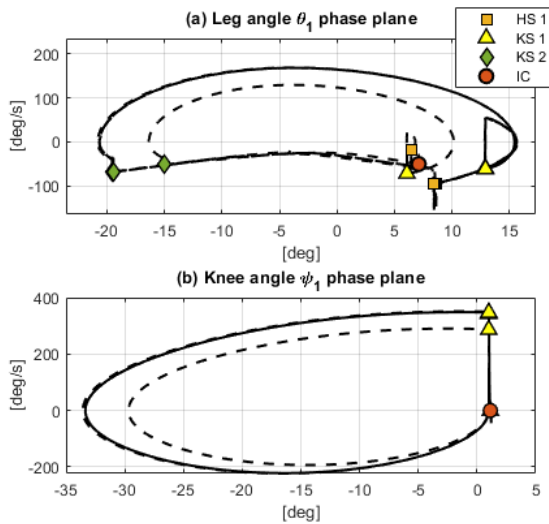 (a) Leg angle θ1 phase plane
HS 1
KS 1
KS 2
IC
[deg/s]
200
100
0
-100
-20
-15
-10
-5
0
5
10
15
[deg]
(b) Knee angle ψ1 phase plane
[deg/s]
400
200
0
-200
-35
-30
-25
-20
-15
-10
-5
0
5
[deg]